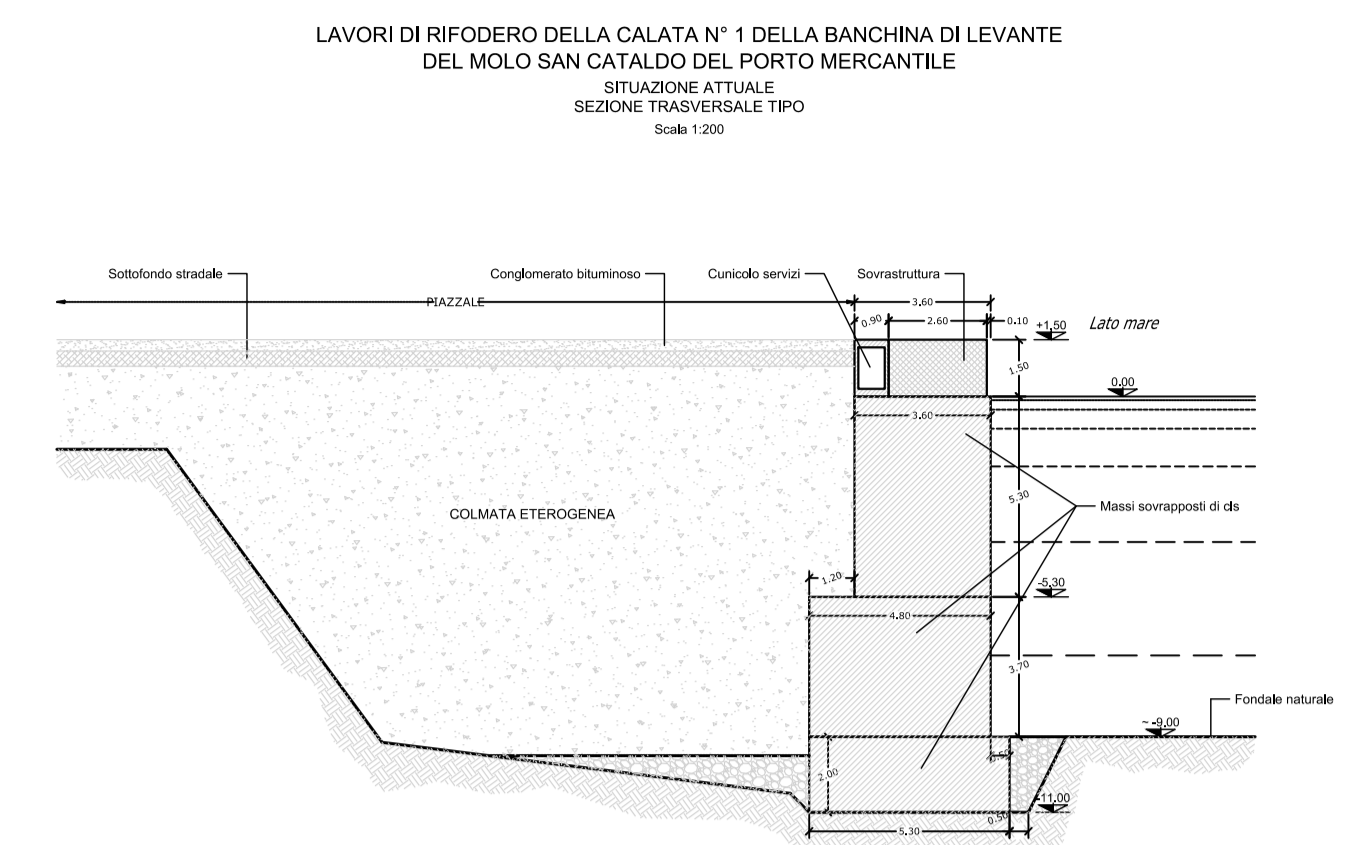 LAVORI DI RIFODERO DELLA CALATA N° 1 DELLA BANCHINA DI LEVANTE
DEL MOLO SAN CATALDO DEL PORTO MERCANTILE
SITUAZIONE ATTUALE
SEZIONE TRASVERSALE TIPO
Scala 1:200
Sottofondo stradale
Conglomerato bituminoso
Cunicolo servizi
Sovrastruttura
PIAZZALE
3.60
0.90
2.60
0.10
+1.50
Lato mare
1.50
0.00
3.60
5.30
Massi sovrapposti di cls
COLMATA ETEROGENEA
1.20
-5.30
4.80
3.70
Fondale naturale
~ -9.00
0.50
2.00
-11.00
0.50
5.30